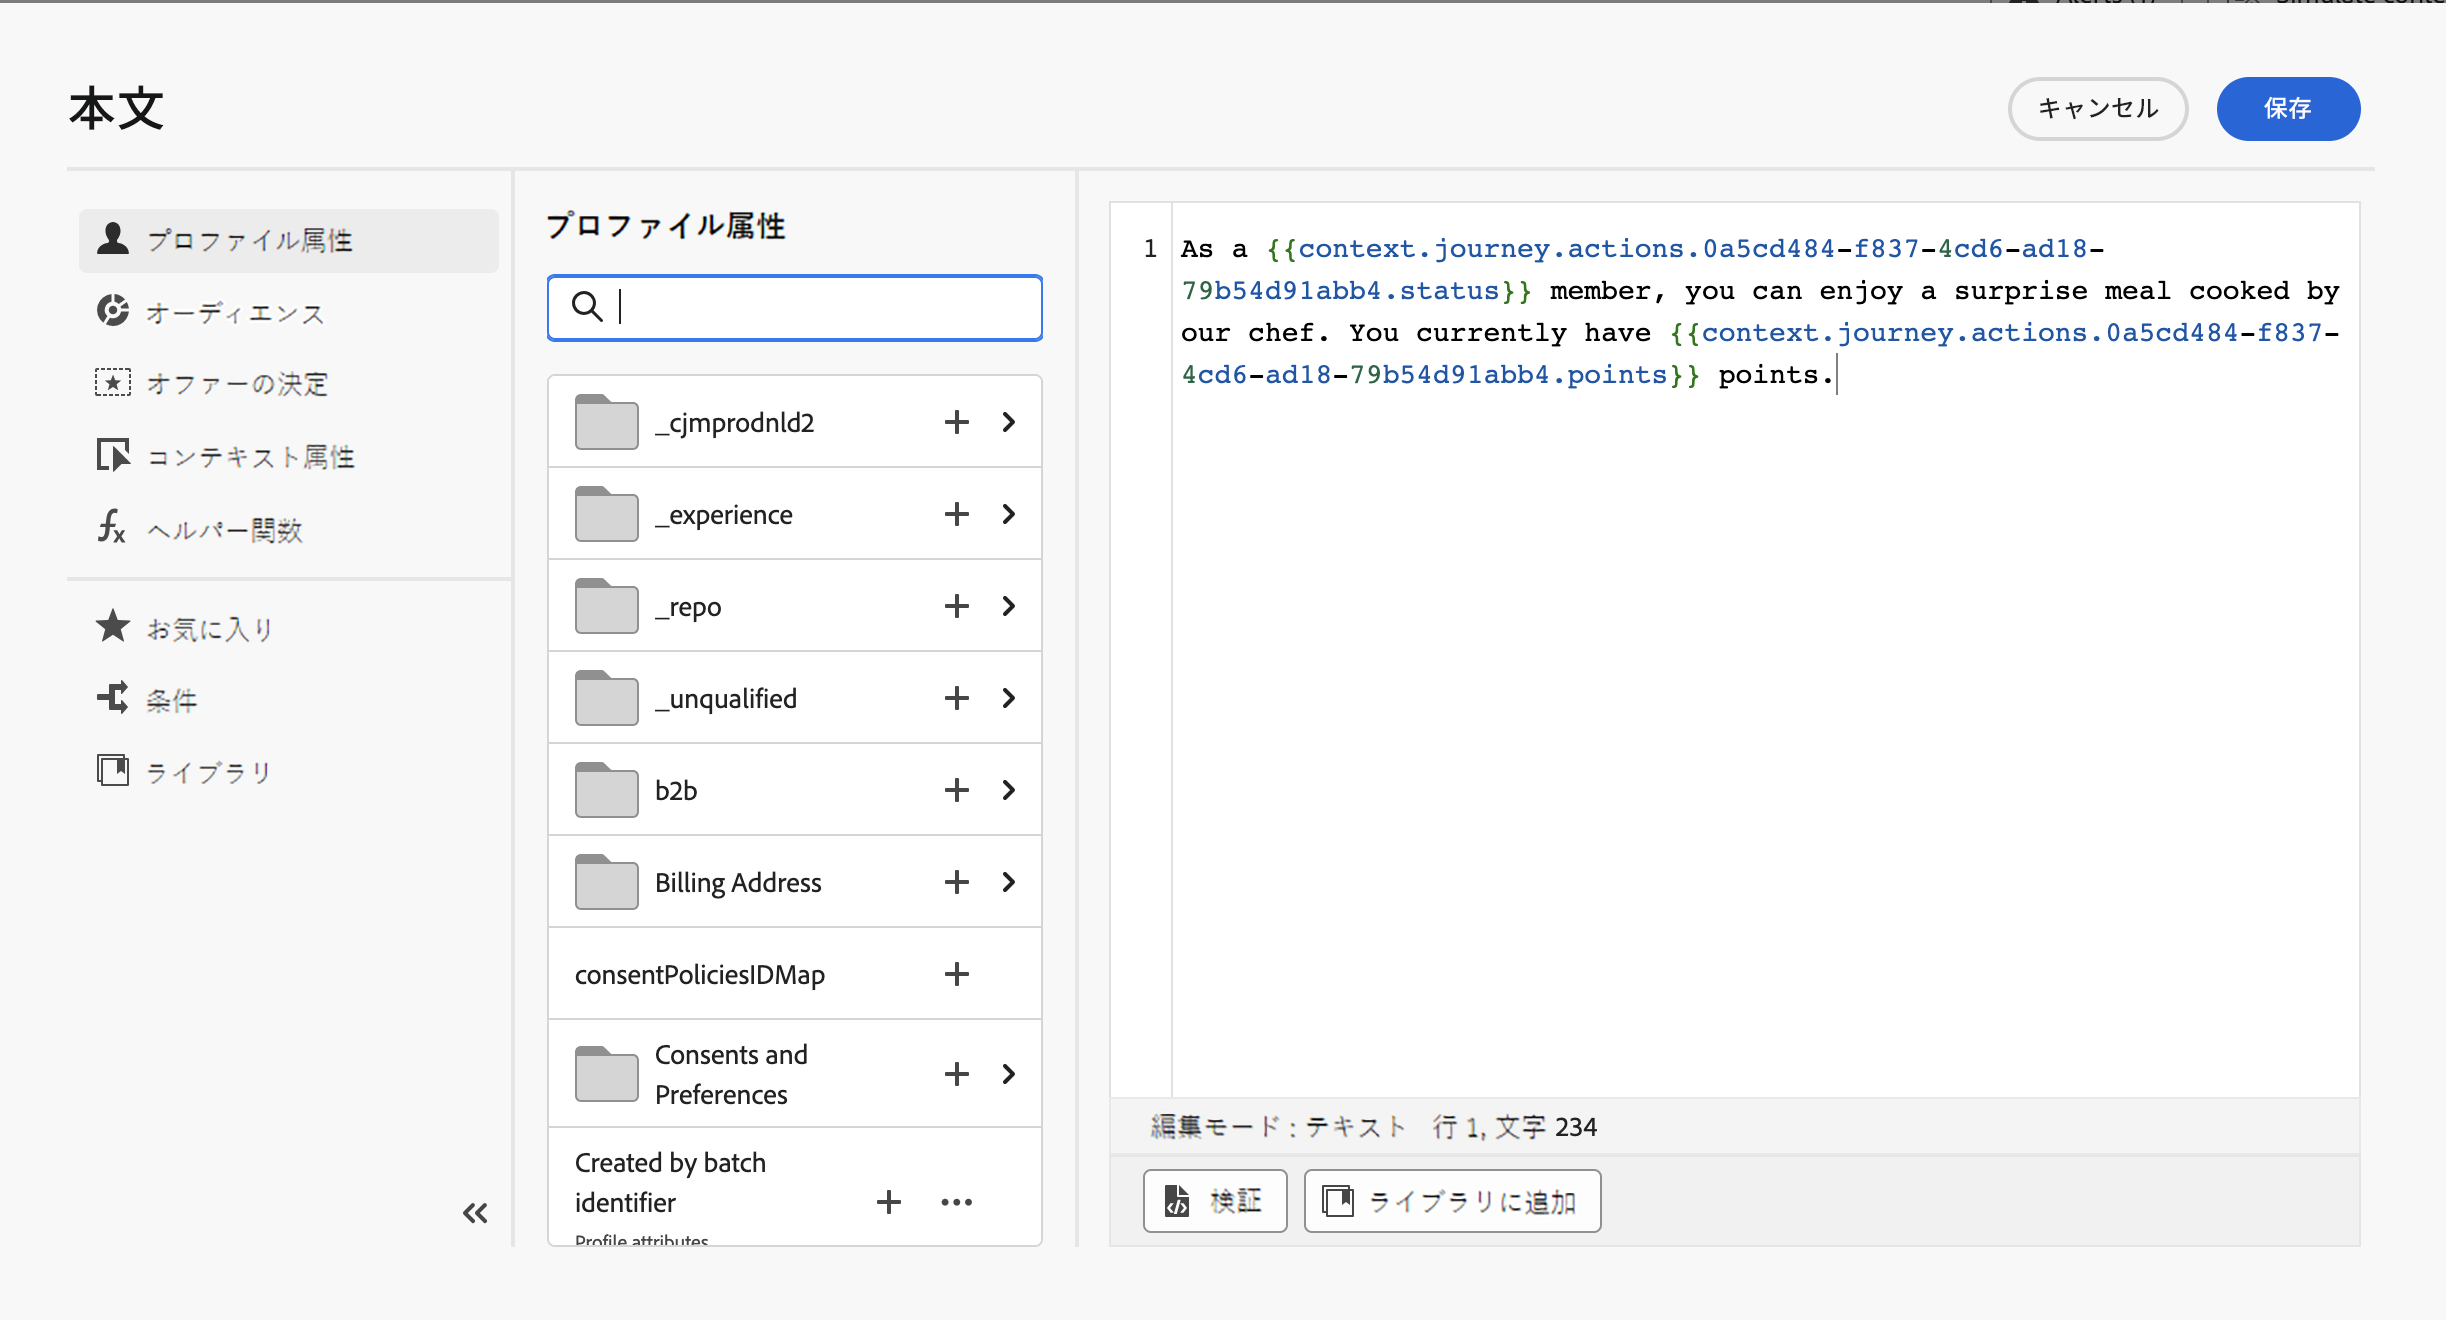 本文
キャンセル
保存
プロファイル属性
オーディエンス
オファーの決定
コンテキスト属性
ヘルパー関数
お気に入り
条件
ライブラリ
プロファイル属性
_cjmprodnld2
_experience
_repo
_unqualified
b2b
Billing Address
consentPoliciesIDMap
Consents and
Preferences
Created by batch
identifier
Profile attributes
1 As a {{context.journey.actions.0a5cd484-f837-4cd6-ad18-
79b54d91abb4.status}} member, you can enjoy a surprise meal cooked by
our chef. You currently have {{context.journey.actions.0a5cd484-f837-
4cd6-ad18-79b54d91abb4.points}} points.
編集モード : テキスト 行 1, 文字 234
検証
ライブラリに追加